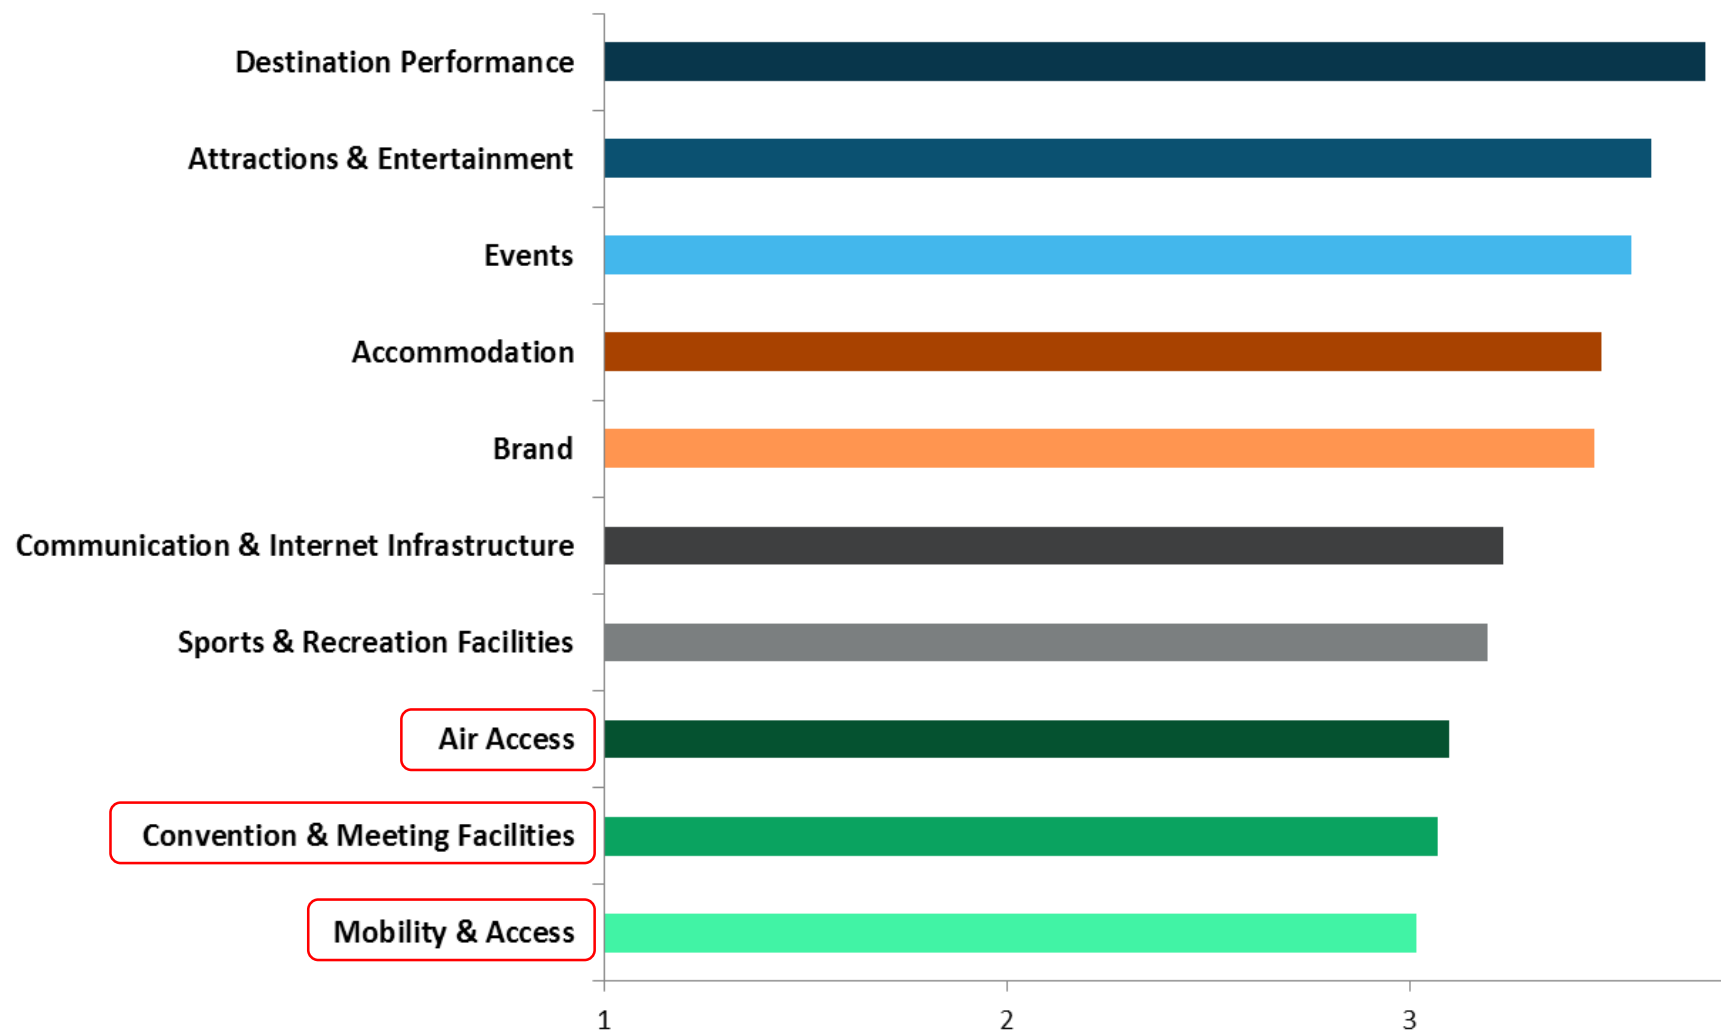 Destination Performance
Attractions & Entertainment
Events
Accommodation
Brand
Communication & Internet Infrastructure
Sports & Recreation Facilities
Air Access
Convention & Meeting Facilities
Mobility & Access
1 2 3